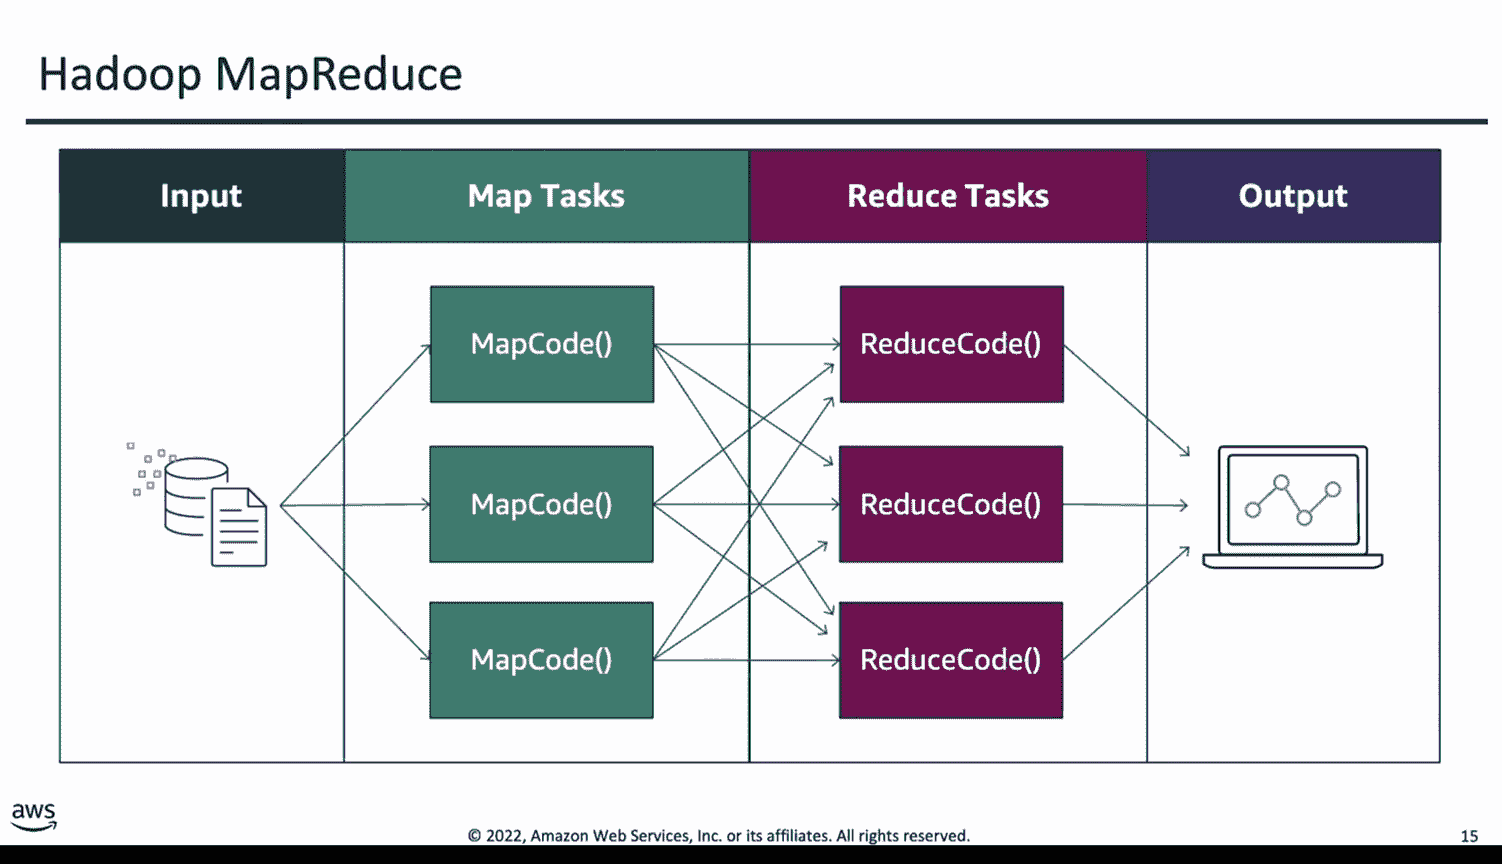 Hadoop MapReduce
Input
Map Tasks
Reduce Tasks
Output
MapCode()
ReduceCode()
MapCode()
ReduceCode()
MapCode()
ReduceCode()
aws
© 2022, Amazon Web Services, Inc. or its affiliates. All rights reserved.
15